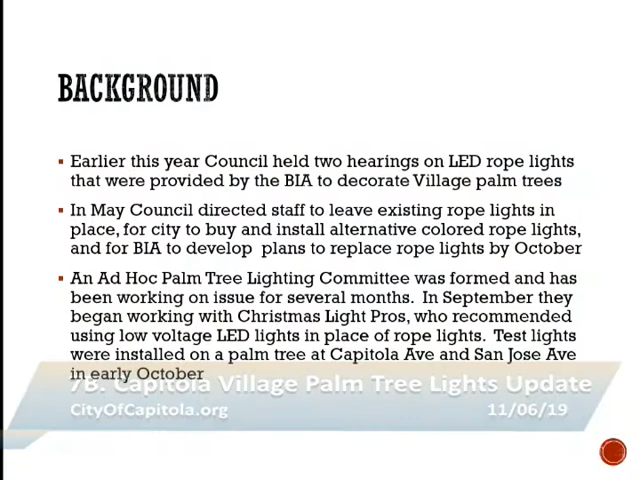 BACKGROUND
▪ Earlier this year Council held two hearings on LED rope lights
that were provided by the BIA to decorate Village palm trees
▪ In May Council directed staff to leave existing rope lights in
place, for city to buy and install alternative colored rope lights,
and for BIA to develop plans to replace rope lights by October
▪ An Ad Hoc Palm Tree Lighting Committee was formed and has
been working on issue for several months. In September they
began working with Christmas Light Pros, who recommended
using low voltage LED lights in place of rope lights. Test lights
were installed on a palm tree at Capitola Ave and San Jose Ave
in early October
7B. Capitola Village Palm Tree Lights Update
CityOfCapitola.org 11/06/19